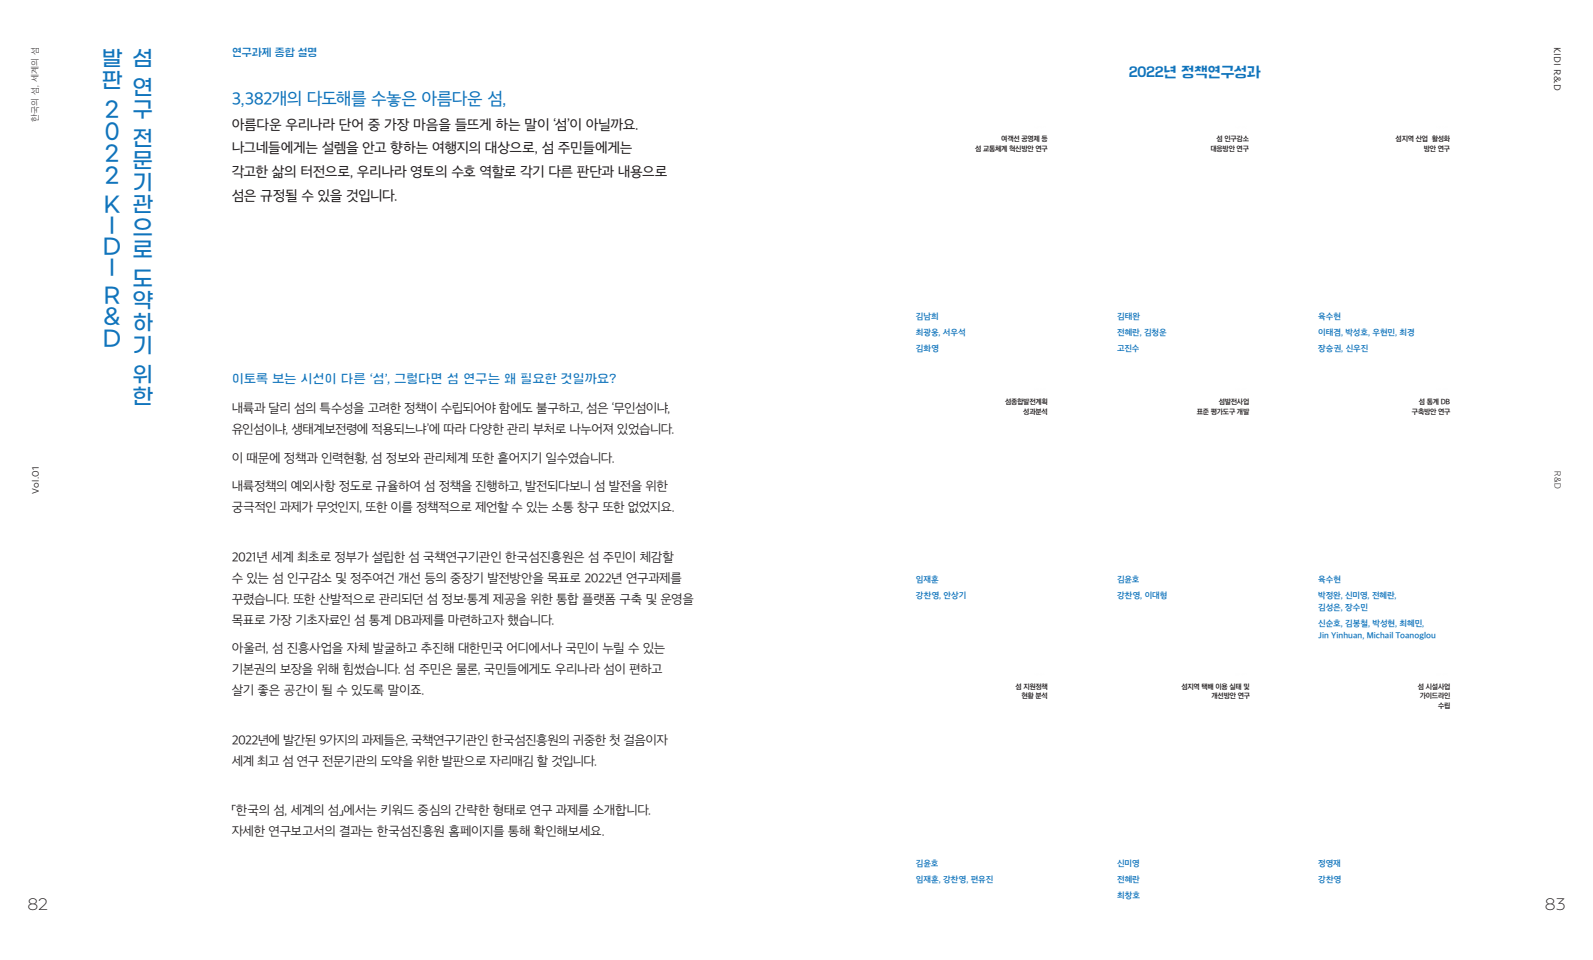 한국의 섬, 세계의 섬
Vol.01
82
섬 연구 전문기관으로 도약하기 위한
발판 2022 KIDI R&D
연구과제 종합 설명
3,382개의 다도해를 수놓은 아름다운 섬,
아름다운 우리나라 단어 중 가장 마음을 들뜨게 하는 말이 ‘섬’이 아닐까요.
나그네들에게는 설렘을 안고 향하는 여행지의 대상으로, 섬 주민들에게는
각고한 삶의 터전으로, 우리나라 영토의 수호 역할로 각기 다른 판단과 내용으로
섬은 규정될 수 있을 것입니다.
이토록 보는 시선이 다른 ‘섬’, 그렇다면 섬 연구는 왜 필요한 것일까요?
내륙과 달리 섬의 특수성을 고려한 정책이 수립되어야 함에도 불구하고, 섬은 ‘무인섬이냐,
유인섬이냐, 생태계보전령에 적용되느냐’에 따라 다양한 관리 부처로 나누어져 있었습니다.
이 때문에 정책과 인력현황, 섬 정보와 관리체계 또한 흩어지기 일수였습니다.
내륙정책의 예외사항 정도로 규율하여 섬 정책을 진행하고, 발전되다보니 섬 발전을 위한
궁극적인 과제가 무엇인지, 또한 이를 정책적으로 제언할 수 있는 소통 창구 또한 없었지요.
2021년 세계 최초로 정부가 설립한 섬 국책연구기관인 한국섬진흥원은 섬 주민이 체감할
수 있는 섬 인구감소 및 정주여건 개선 등의 중장기 발전방안을 목표로 2022년 연구과제를
꾸렸습니다. 또한 산발적으로 관리되던 섬 정보·통계 제공을 위한 통합 플랫폼 구축 및 운영을
목표로 가장 기초자료인 섬 통계 DB과제를 마련하고자 했습니다.
아울러, 섬 진흥사업을 자체 발굴하고 추진해 대한민국 어디에서나 국민이 누릴 수 있는
기본권의 보장을 위해 힘썼습니다. 섬 주민은 물론, 국민들에게도 우리나라 섬이 편하고
살기 좋은 공간이 될 수 있도록 말이죠.
2022년에 발간된 9가지의 과제들은, 국책연구기관인 한국섬진흥원의 귀중한 첫 걸음이자
세계 최고 섬 연구 전문기관의 도약을 위한 발판으로 자리매김 할 것입니다.
「한국의 섬, 세계의 섬」에서는 키워드 중심의 간략한 형태로 연구 과제를 소개합니다.
자세한 연구보고서의 결과는 한국섬진흥원 홈페이지를 통해 확인해보세요.
2022년 정책연구성과
여객선 공영제 등
섬 교통체계 혁신방안 연구
김남희
최광웅, 서우석
김화영
섬 인구감소
대응방안 연구
김태완
전혜란, 김청운
고진수
섬지역 산업 활성화
방안 연구
육수현
이태겸, 박성호, 우현민, 최경
장승권, 신우진
섬종합발전계획
성과분석
임재훈
강찬영, 안상기
섬발전사업
표준 평가도구 개발
김윤호
강찬영, 이대형
섬 통계 DB
구축방안 연구
육수현
박정완, 신미영, 전혜란,
김성은, 장수민
신순호, 김봉철, 박성현, 최혜민,
Jin Yinhuan, Michail Toanoglou
섬 지원정책
현황 분석
김윤호
임재훈, 강찬영, 편유진
섬지역 택배 이용 실태 및
개선방안 연구
신미영
전혜란
최창호
섬 시설사업
가이드라인
수립
정영재
강찬영
KIDI R&D
R&D
83